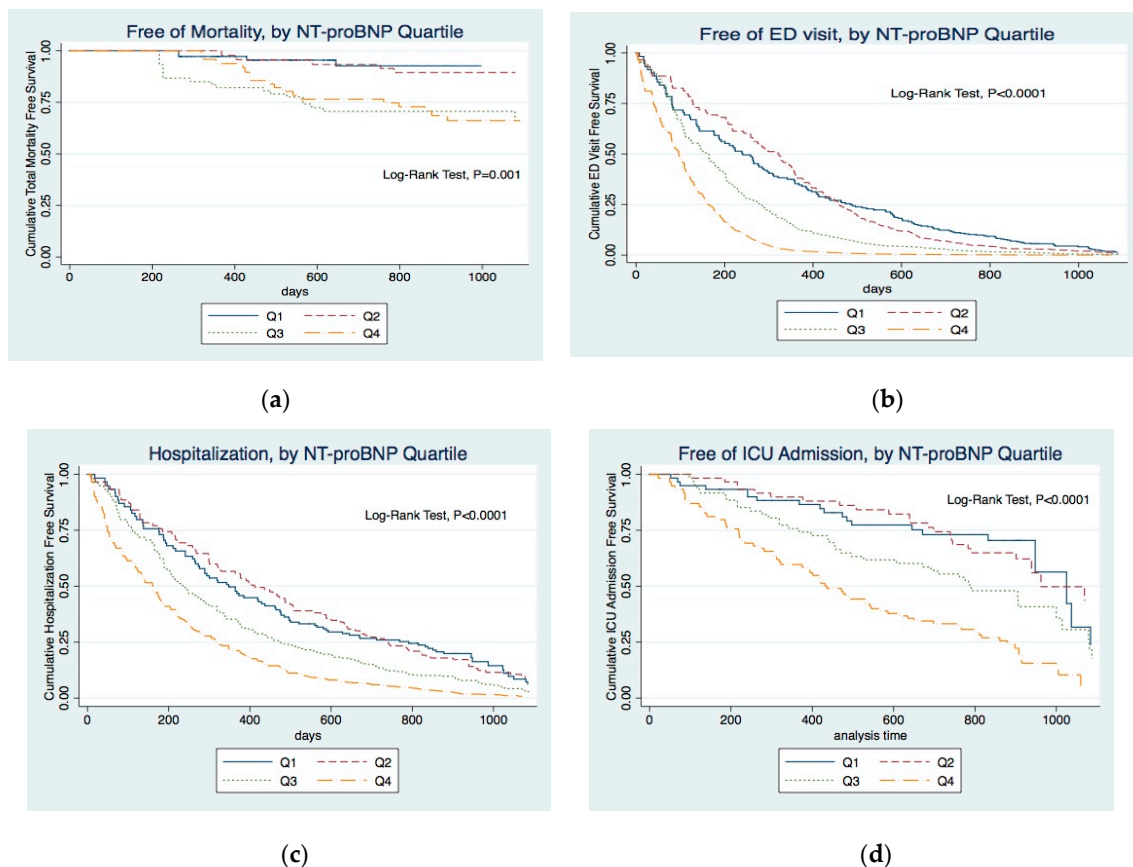 Free of Mortality, by NT-proBNP Quartile
Cumulative Total Mortality Free Survival
1.00
0.75
0.50
0.25
0.00
Log-Rank Test, P=0.001
0 200 400 600 800 1000
days
Q1 Q2
Q3 Q4
(a)
Free of ED visit, by NT-proBNP Quartile
Cumulative ED Visit Free Survival
1.00
0.75
0.50
0.25
0.00
Log-Rank Test, P<0.0001
0 200 400 600 800 1000
days
Q1 Q2
Q3 Q4
(b)
Hospitalization, by NT-proBNP Quartile
Cumulative Hospitalization Free Survival
1.00
0.75
0.50
0.25
0.00
Log-Rank Test, P<0.0001
0 200 400 600 800 1000
days
Q1 Q2
Q3 Q4
(c)
Free of ICU Admission, by NT-proBNP Quartile
Cumulative ICU Admission Free Survival
1.00
0.75
0.50
0.25
0.00
Log-Rank Test, P<0.0001
0 200 400 600 800 1000
analysis time
Q1 Q2
Q3 Q4
(d)